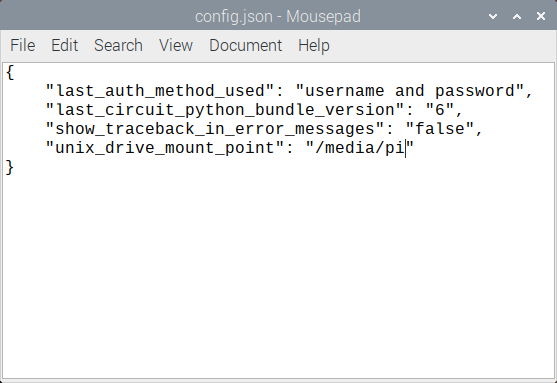 config.json - Mousepad
File Edit Search View Document Help
{
    "last_auth_method_used": "username and password",
    "last_circuit_python_bundle_version": "6",
    "show_traceback_in_error_messages": "false",
    "unix_drive_mount_point": "/media/pi"
}